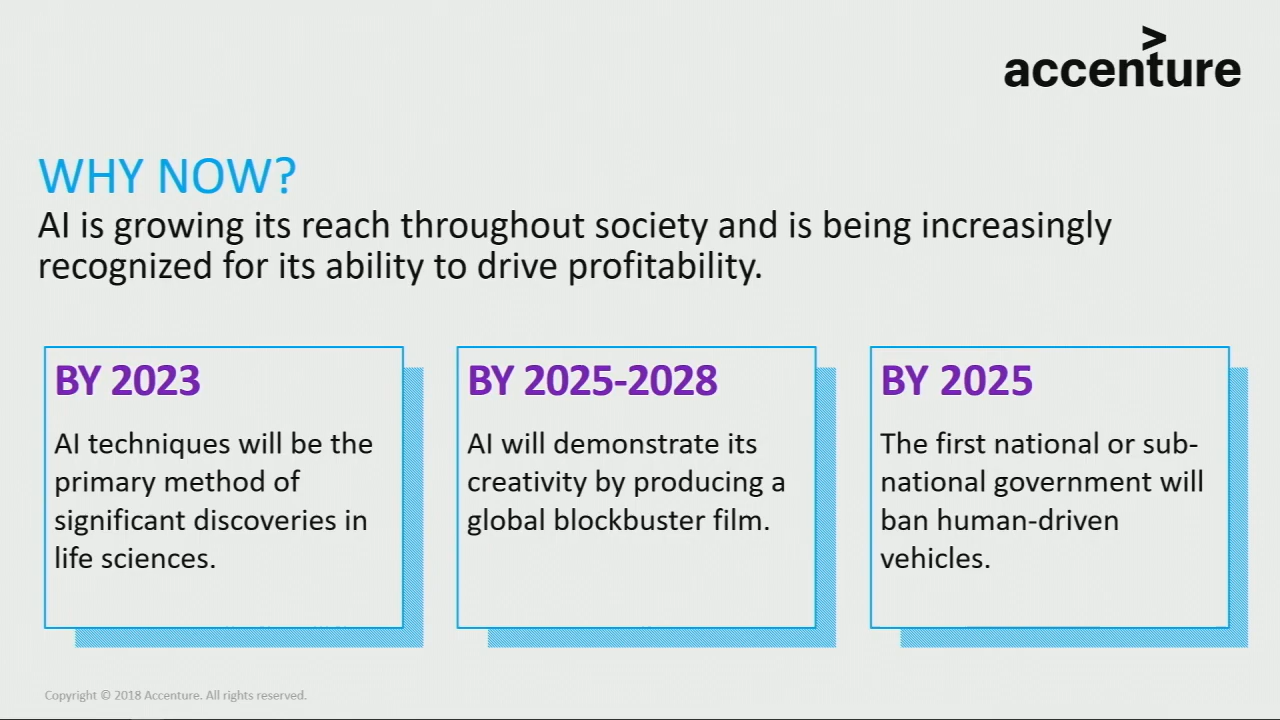 >
accenture
WHY NOW?
AI is growing its reach throughout society and is being increasingly
recognized for its ability to drive profitability.
BY 2023
AI techniques will be the
primary method of
significant discoveries in
life sciences.
BY 2025-2028
AI will demonstrate its
creativity by producing a
global blockbuster film.
BY 2025
The first national or sub-
national government will
ban human-driven
vehicles.
Copyright © 2018 Accenture. All rights reserved.